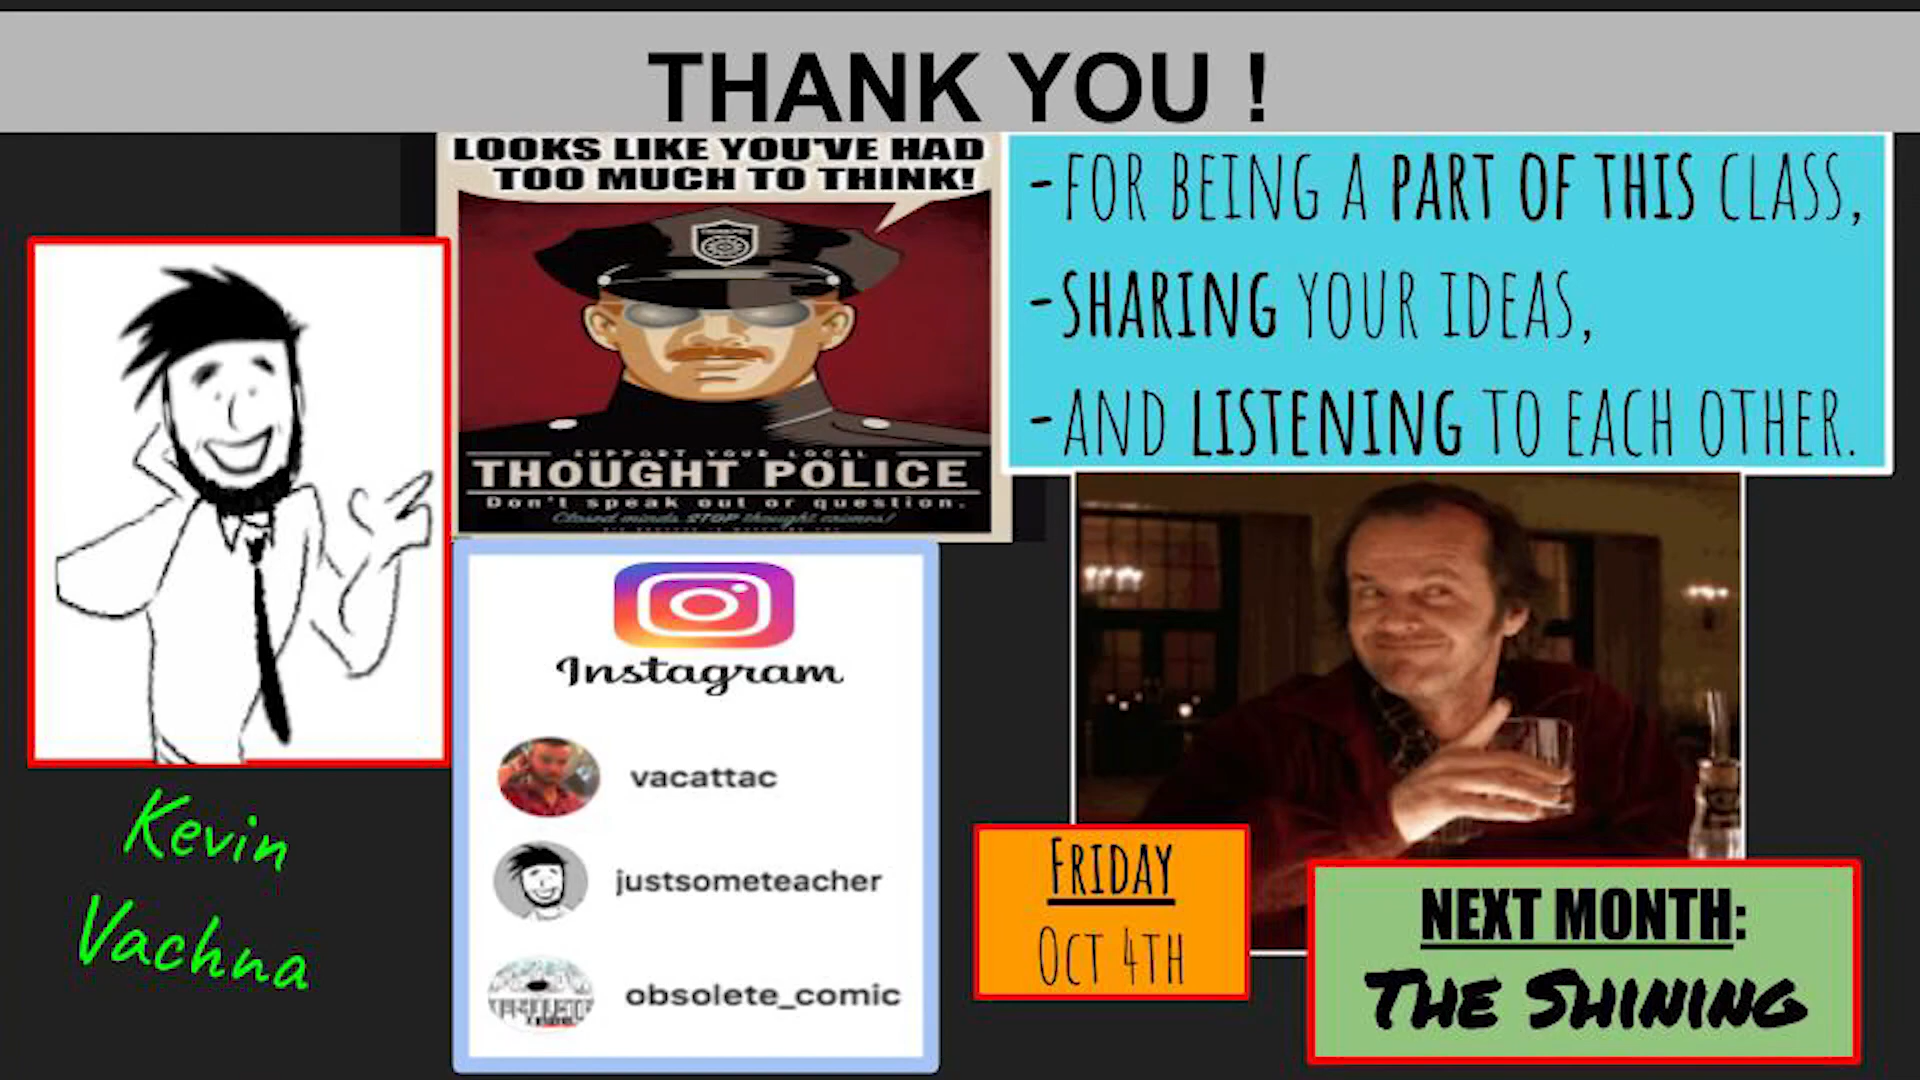 THANK YOU !
LOOKS LIKE YOU'VE HAD
TOO MUCH TO THINK!
SUPPORT YOUR LOCAL
THOUGHT POLICE
Don't speak out or question.
Closed minds STOP thought crimes!
-FOR BEING A PART OF THIS CLASS,
-SHARING YOUR IDEAS,
-AND LISTENING TO EACH OTHER.
Kevin
Vachna
Instagram
vacattac
justsometeacher
obsolete_comic
FRIDAY
OCT 4TH
NEXT MONTH:
THE SHINING